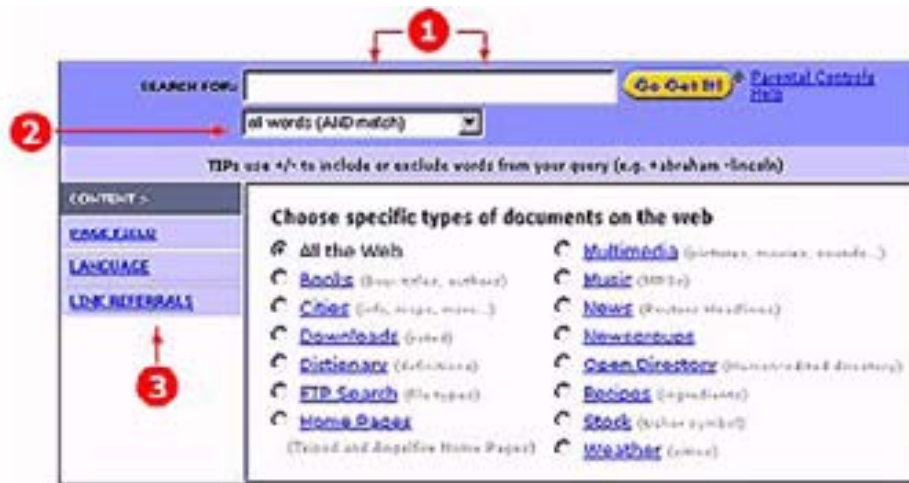 1
SEARCH FOR:
Go Get It!
Parental Controls
Help
2
all words (AND match)
TIP: use +/- to include or exclude words from your query (e.g. +abraham -lincoln)
CONTENT >
PAGE FIELD
LANGUAGE
LINK REFERRALS
3
Choose specific types of documents on the web
All the Web
Books (titles, authors)
Cities (info, maps, more...)
Downloads
Dictionary (definitions)
FTP Search (file types)
Home Pages
(Tripod and Angelfire Home Pages)
Multimedia (pictures, movies, sounds...)
Music (MP3s)
News (Reuters Headlines)
Newsgroups
Open Directory (Human-edited directory)
Recipes (ingredients)
Stock (ticker symbol)
Weather (cities)